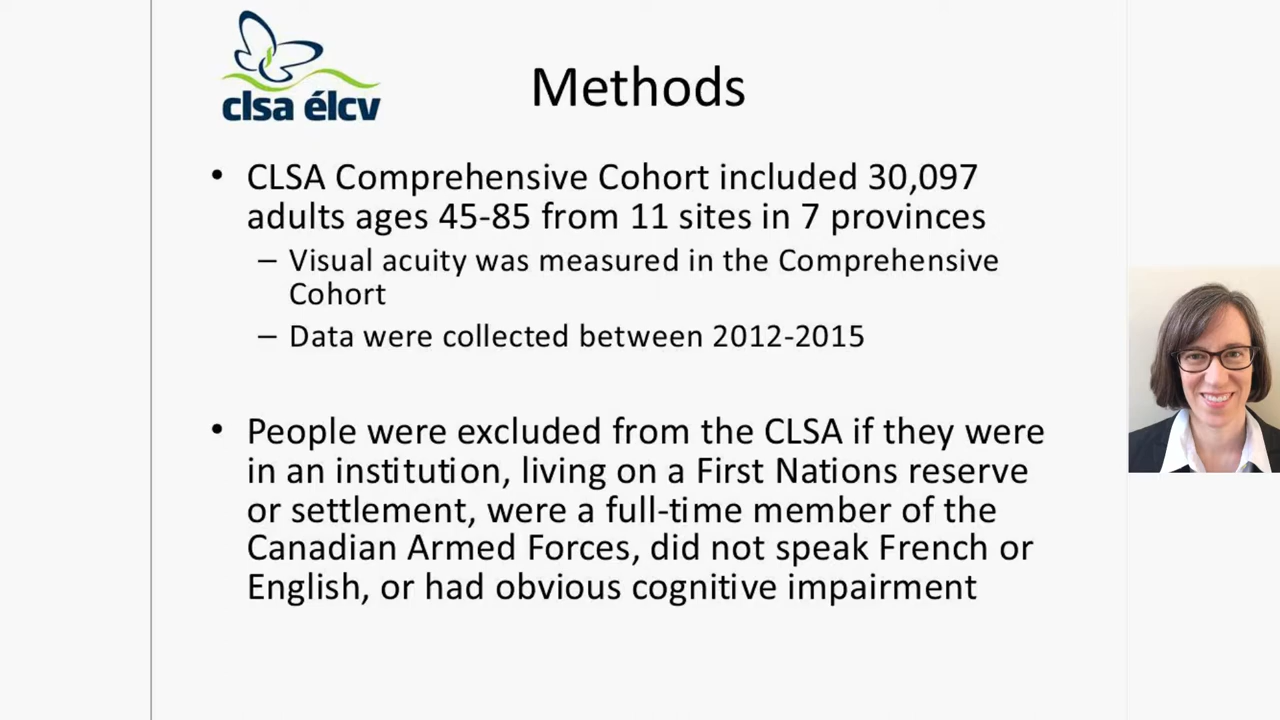 clsa élcv
Methods
• CLSA Comprehensive Cohort included 30,097
adults ages 45-85 from 11 sites in 7 provinces
– Visual acuity was measured in the Comprehensive
Cohort
– Data were collected between 2012-2015
• People were excluded from the CLSA if they were
in an institution, living on a First Nations reserve
or settlement, were a full-time member of the
Canadian Armed Forces, did not speak French or
English, or had obvious cognitive impairment